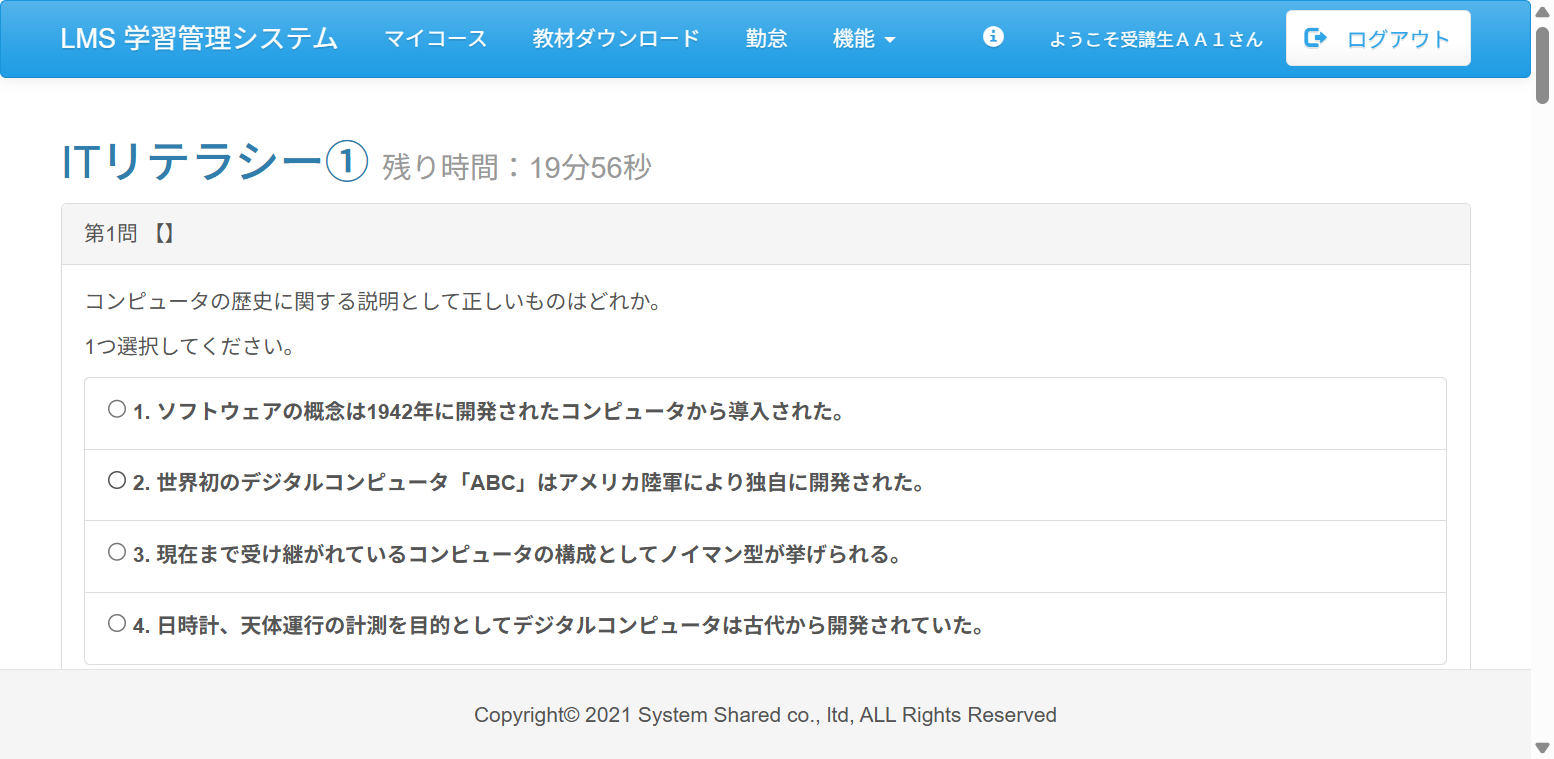 LMS 学習管理システム マイコース 教材ダウンロード 勤怠 機能 ようこそ受講生ＡＡ１さん ログアウト
ITリテラシー① 残り時間：19分56秒
第1問 【】
コンピュータの歴史に関する説明として正しいものはどれか。
1つ選択してください。
1. ソフトウェアの概念は1942年に開発されたコンピュータから導入された。
2. 世界初のデジタルコンピュータ「ABC」はアメリカ陸軍により独自に開発された。
3. 現在まで受け継がれているコンピュータの構成としてノイマン型が挙げられる。
4. 日時計、天体運行の計測を目的としてデジタルコンピュータは古代から開発されていた。
Copyright© 2021 System Shared co., ltd, ALL Rights Reserved